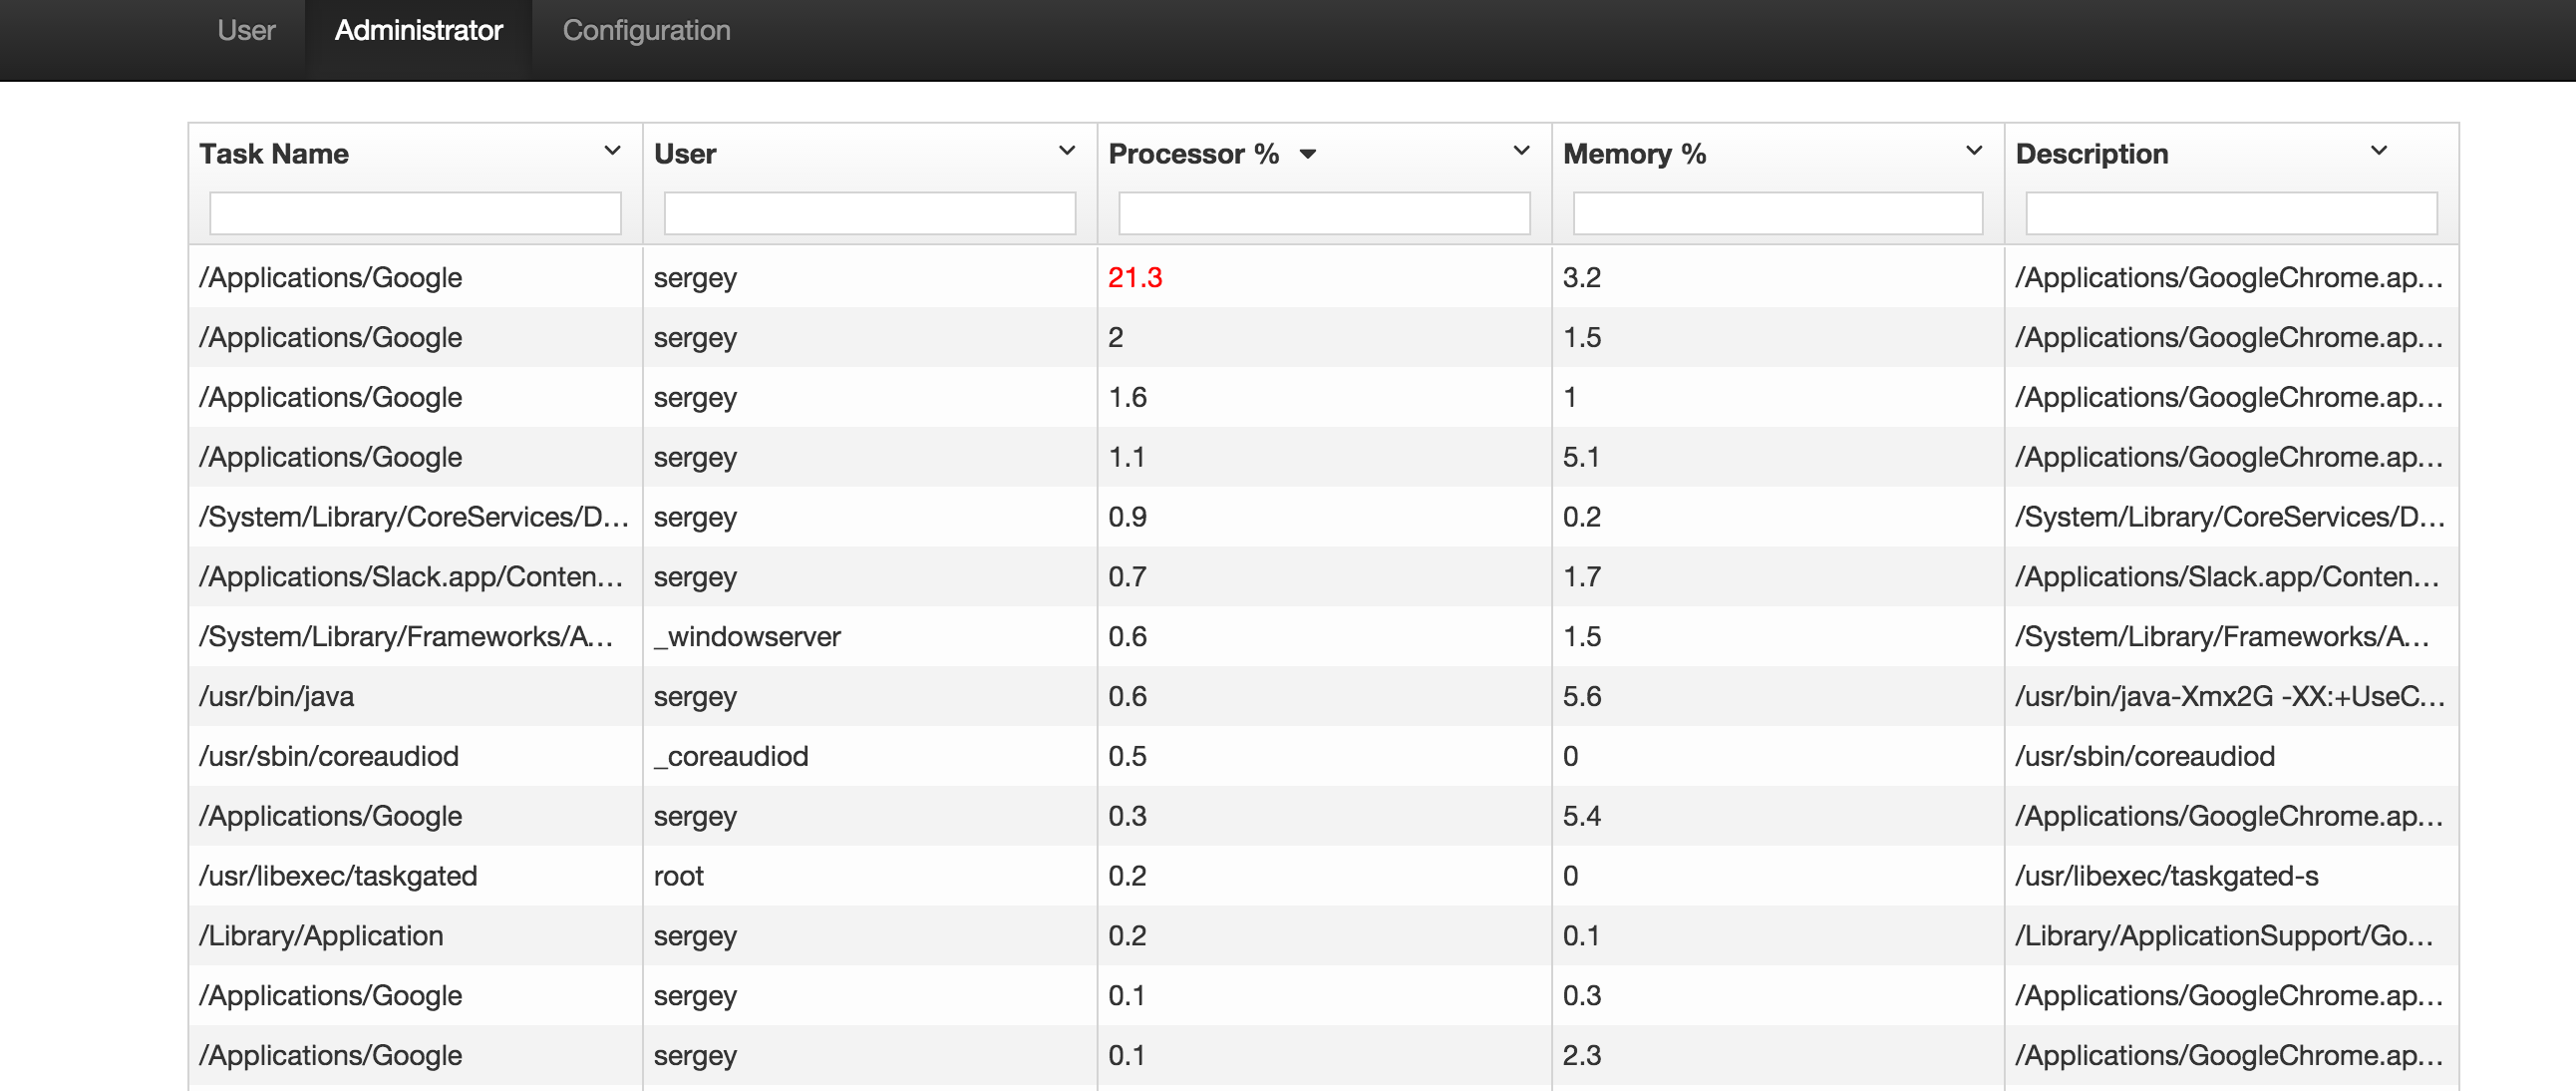 User Administrator Configuration
Task Name User Processor % Memory % Description
/Applications/Google sergey 21.3 3.2 /Applications/GoogleChrome.ap...
/Applications/Google sergey 2 1.5 /Applications/GoogleChrome.ap...
/Applications/Google sergey 1.6 1 /Applications/GoogleChrome.ap...
/Applications/Google sergey 1.1 5.1 /Applications/GoogleChrome.ap...
/System/Library/CoreServices/D... sergey 0.9 0.2 /System/Library/CoreServices/D...
/Applications/Slack.app/Conten... sergey 0.7 1.7 /Applications/Slack.app/Conten...
/System/Library/Frameworks/A... _windowserver 0.6 1.5 /System/Library/Frameworks/A...
/usr/bin/java sergey 0.6 5.6 /usr/bin/java-Xmx2G -XX:+UseC...
/usr/sbin/coreaudiod _coreaudiod 0.5 0 /usr/sbin/coreaudiod
/Applications/Google sergey 0.3 5.4 /Applications/GoogleChrome.ap...
/usr/libexec/taskgated root 0.2 0 /usr/libexec/taskgated-s
/Library/Application sergey 0.2 0.1 /Library/ApplicationSupport/Go...
/Applications/Google sergey 0.1 0.3 /Applications/GoogleChrome.ap...
/Applications/Google sergey 0.1 2.3 /Applications/GoogleChrome.ap...